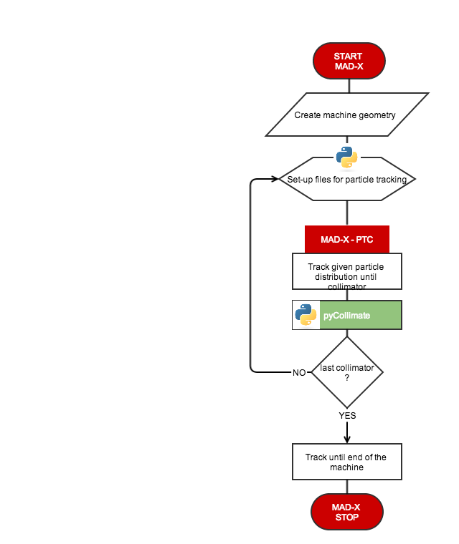 START
MAD-X
Create machine geometry
Set-up files for particle tracking
MAD-X - PTC
Track given particle
distribution until
collimator
pyCollimate
last collimator
?
NO
YES
Track until end of the
machine
MAD-X
STOP